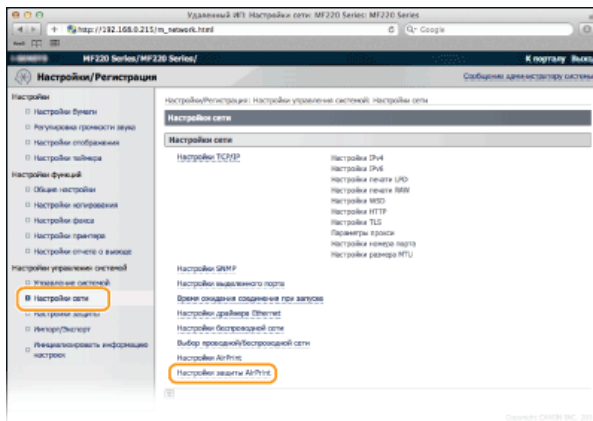 Удаленный ИП: Настройки сети: MF220 Series: MF220 Series
http://192.168.0.215/m_network.html
Google
MF220 Series/MF220 Series/
К порталу
Настройки/Регистрация
Сообщение администратору системы
Настройки
Настройки бумаги
Регулировка громкости звука
Настройки отображения
Настройки таймера
Настройки функций
Общие настройки
Настройки копирования
Настройки факса
Настройки принтера
Настройки отчета о выводе
Настройки управления системой
Управление системой
Настройки сети
Настройки защиты
Импорт/Экспорт
Инициализировать информацию настроек
Настройки/Регистрация: Настройки управления системой: Настройки сети
Настройки сети
Настройки сети
Настройки TCP/IP
Настройки IPv4
Настройки IPv6
Настройки печати LPD
Настройки печати RAW
Настройки WSD
Настройки HTTP
Настройки TLS
Параметры прокси
Настройки номера порта
Настройки размера MTU
Настройки SNMP
Настройки выделенного порта
Время ожидания соединения при запуске
Настройки драйвера Ethernet
Настройки беспроводной сети
Выбор проводной/беспроводной сети
Настройки AirPrint
Настройки защиты AirPrint
Copyright CANON INC. 201